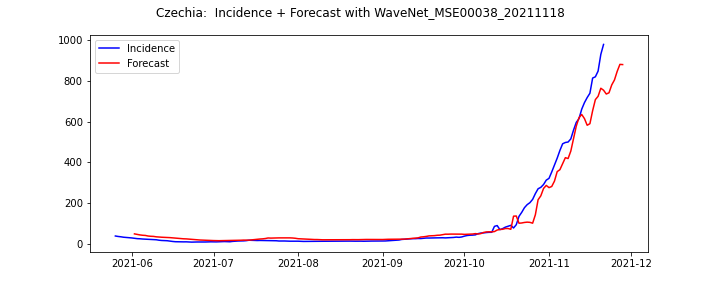 Czechia:  Incidence + Forecast with WaveNet_MSE00038_20211118
Incidence
Forecast
1000
800
600
400
200
0
2021-06 2021-07 2021-08 2021-09 2021-10 2021-11 2021-12